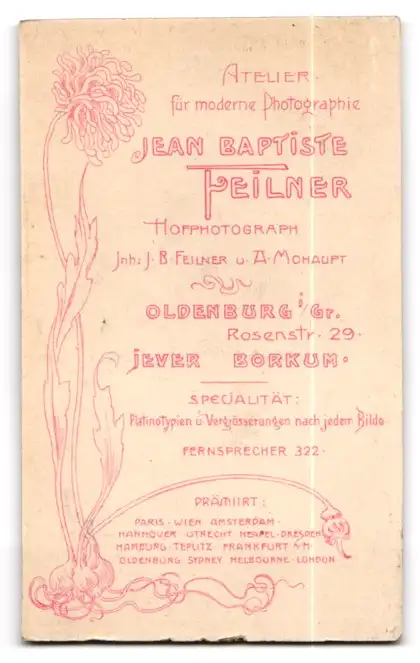 ATELIER
für moderne Photographie
JEAN BAPTISTE
FEILNER
HOFPHOTOGRAPH
Jnh: J. B. FEILNER u. A. MOHAUPT
OLDENBURG i/Gr.
Rosenstr. 29.
JEVER BORKUM.
SPECIALITÄT:
Platinotypien u. Vergrösserungen nach jedem Bilde
FERNSPRECHER 322.
PRÄMIIRT:
PARIS. WIEN AMSTERDAM.
HANNOVER UTRECHT NEAPEL. DRESDEN
HAMBURG. TEPLITZ FRANKFURT A/M.
OLDENBURG SYDNEY MELBOURNE. LONDON